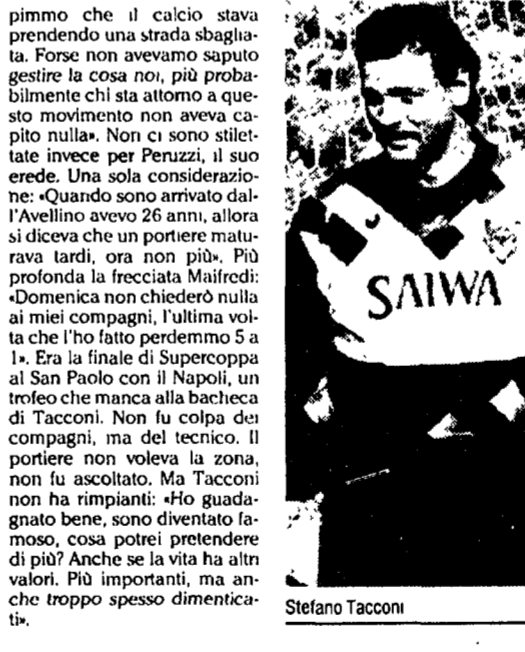 pimmo che il calcio stava
prendendo una strada sbaglia-
ta. Forse non avevamo saputo
gestire la cosa noi, più proba-
bilmente chi sta attorno a que-
sto movimento non aveva ca-
pito nulla». Non ci sono stilet-
tate invece per Peruzzi, il suo
erede. Una sola considerazio-
ne: «Quando sono arrivato dal-
l'Avellino avevo 26 anni, allora
si diceva che un portiere matu-
rava tardi, ora non più». Più
profonda la frecciata Maifredi:
«Domenica non chiederò nulla
ai miei compagni, l'ultima vol-
ta che l'ho fatto perdemmo 5 a
1». Era la finale di Supercoppa
al San Paolo con il Napoli, un
trofeo che manca alla bacheca
di Tacconi. Non fu colpa dei
compagni, ma del tecnico. Il
portiere non voleva la zona,
non fu ascoltato. Ma Tacconi
non ha rimpianti: «Ho guada-
gnato bene, sono diventato fa-
moso, cosa potrei pretendere
di più? Anche se la vita ha altri
valori. Più importanti, ma an-
che troppo spesso dimentica-
ti».
SAIWA
Stefano Tacconi